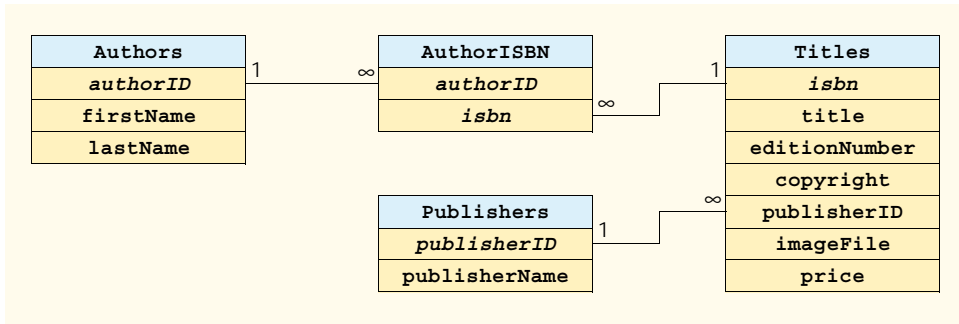 Authors
authorID
firstName
lastName
1
∞
AuthorISBN
authorID
isbn
∞
1
Titles
isbn
title
editionNumber
copyright
publisherID
imageFile
price
Publishers
publisherID
publisherName
1
∞